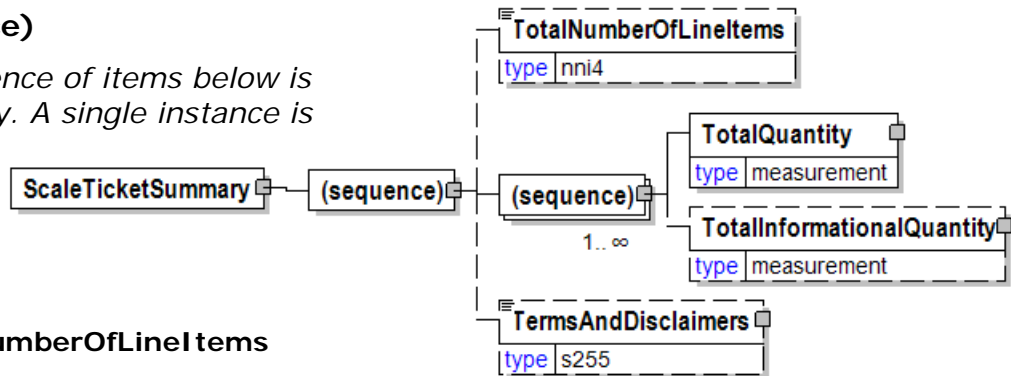 e)
ence of items below is
y. A single instance is
TotalNumberOfLineItems
type nni4
ScaleTicketSummary
(sequence)
(sequence)
1.. ∞
TotalQuantity
type measurement
TotalInformationalQuantity
type measurement
TermsAndDisclaimers
type s255
umberOfLineItems